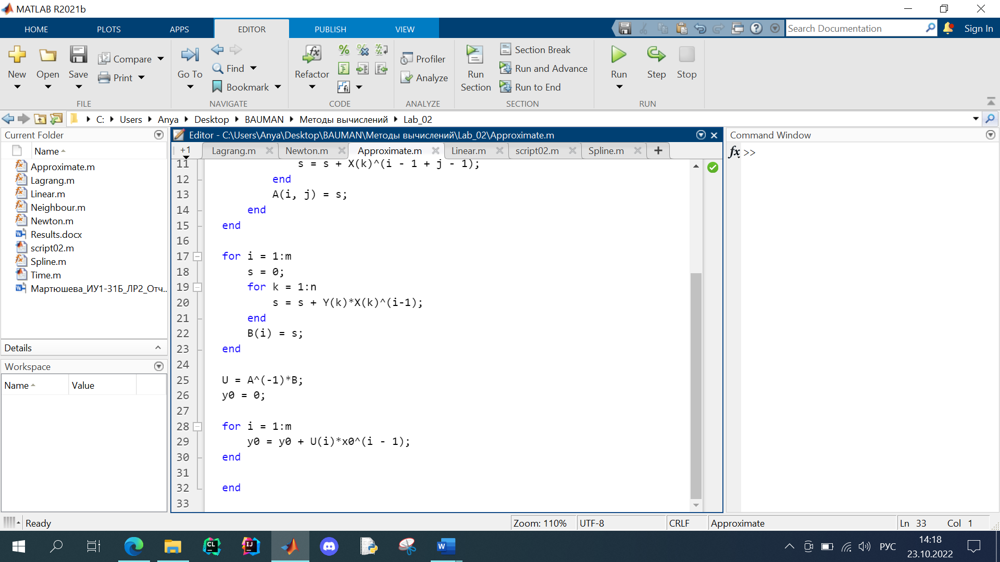 MATLAB R2021b
HOME PLOTS APPS EDITOR PUBLISH VIEW
Search Documentation
Sign In
New Open Save Compare Print
FILE
Go To Find Bookmark
NAVIGATE
Refactor
CODE
Profiler
Analyze
ANALYZE
Run Section
Section Break
Run and Advance
Run to End
SECTION
Run Step Stop
RUN
C: Users Anya Desktop BAUMAN Методы вычислений Lab_02
Current Folder
Name
Approximate.m
Lagrang.m
Linear.m
Neighbour.m
Newton.m
Results.docx
script02.m
Spline.m
Time.m
Мартюшева_ИУ1-31Б_ЛР2_Отч...
Details
Workspace
Name Value
Editor - C:\Users\Anya\Desktop\BAUMAN\Методы вычислений\Lab_02\Approximate.m
+1 Lagrang.m Newton.m Approximate.m Linear.m script02.m Spline.m +
11 s = s + X(k)^(i - 1 + j - 1);
12 end
13 A(i, j) = s;
14 end
15 end
16
17 for i = 1:m
18 s = 0;
19 for k = 1:n
20 s = s + Y(k)*X(k)^(i-1);
21 end
22 B(i) = s;
23 end
24
25 U = A^(-1)*B;
26 y0 = 0;
27
28 for i = 1:m
29 y0 = y0 + U(i)*x0^(i - 1);
30 end
31
32 end
33
Command Window
fx >>
Ready
Zoom: 110% UTF-8 CRLF Approximate Ln 33 Col 1
CL IJ W
РУС
14:18
23.10.2022